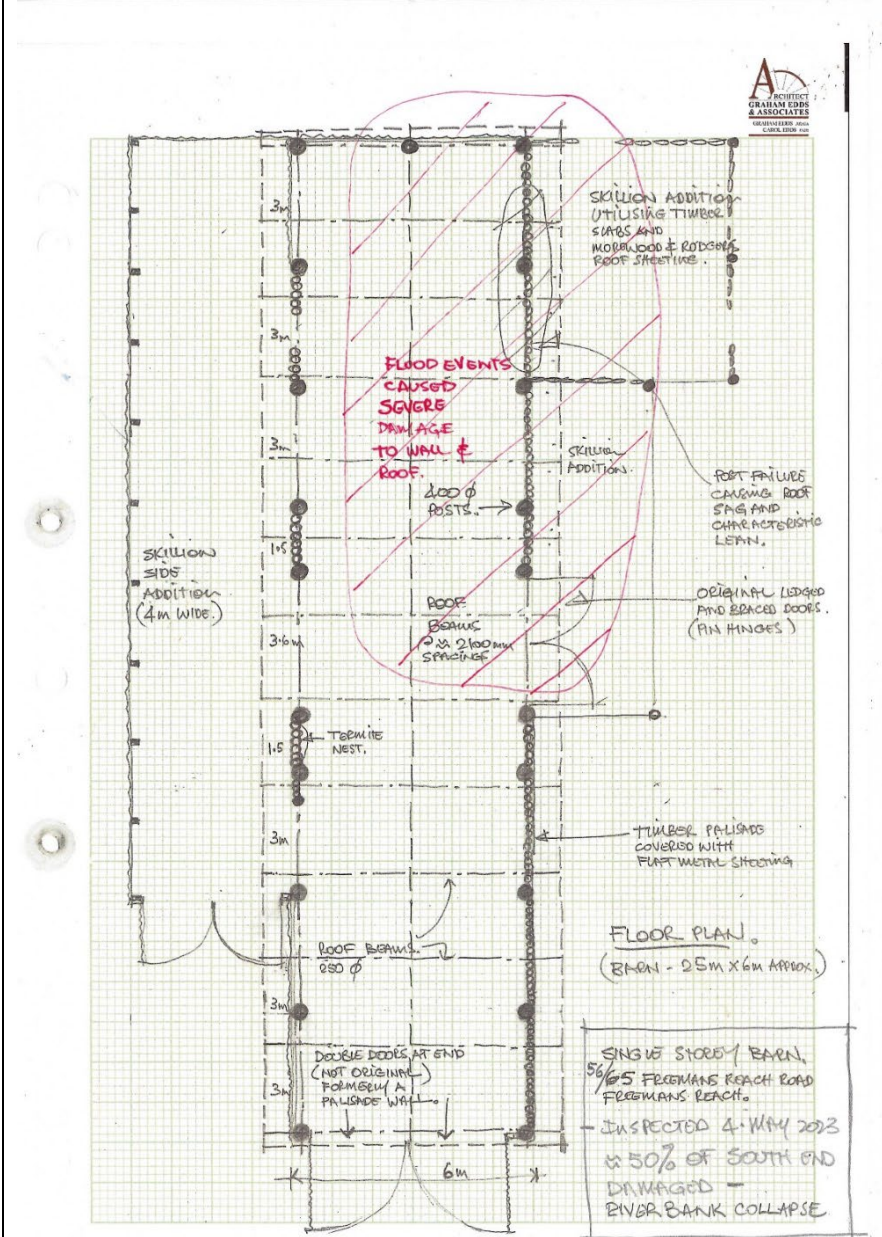 ARCHITECT
GRAHAM EDDS
& ASSOCIATES
GRAHAM EDDS
CAROL EDDS
SKILLION ADDITION
UTILISING TIMBER
SLABS AND
MOREWOOD & RODGERS
ROOF SHEETING.
3m
3m
FLOOD EVENTS
CAUSED
SEVERE
DAMAGE
TO WALL &
ROOF.
3m
SKILLION
ADDITION.
400 Ø
POSTS.
POST FAILURE
CAUSING ROOF
SAG AND
CHARACTERISTIC
LEAN.
1.5
SKILLION
SIDE
ADDITION
(4m WIDE.)
ROOF
BEAMS
@ ≈ 2100mm
SPACINGS
ORIGINAL LEDGED
AND BRACED DOORS.
(PIN HINGES)
3.6m
1.5
TERMITE
NEST.
3m
TIMBER PALISADE
COVERED WITH
FLAT METAL SHEETING
ROOF BEAMS.
250 Ø
FLOOR PLAN.
(BARN - 25m X 6m APPROX.)
3m
DOUBLE DOORS AT END
(NOT ORIGINAL)
FORMERLY A
PALISADE WALL.
3m
6m
SINGLE STOREY BARN.
56/65 FREEMANS REACH ROAD
FREEMANS REACH.
- INSPECTED 4 MAY 2023
≈ 50% OF SOUTH END
DAMAGED -
RIVER BANK COLLAPSE